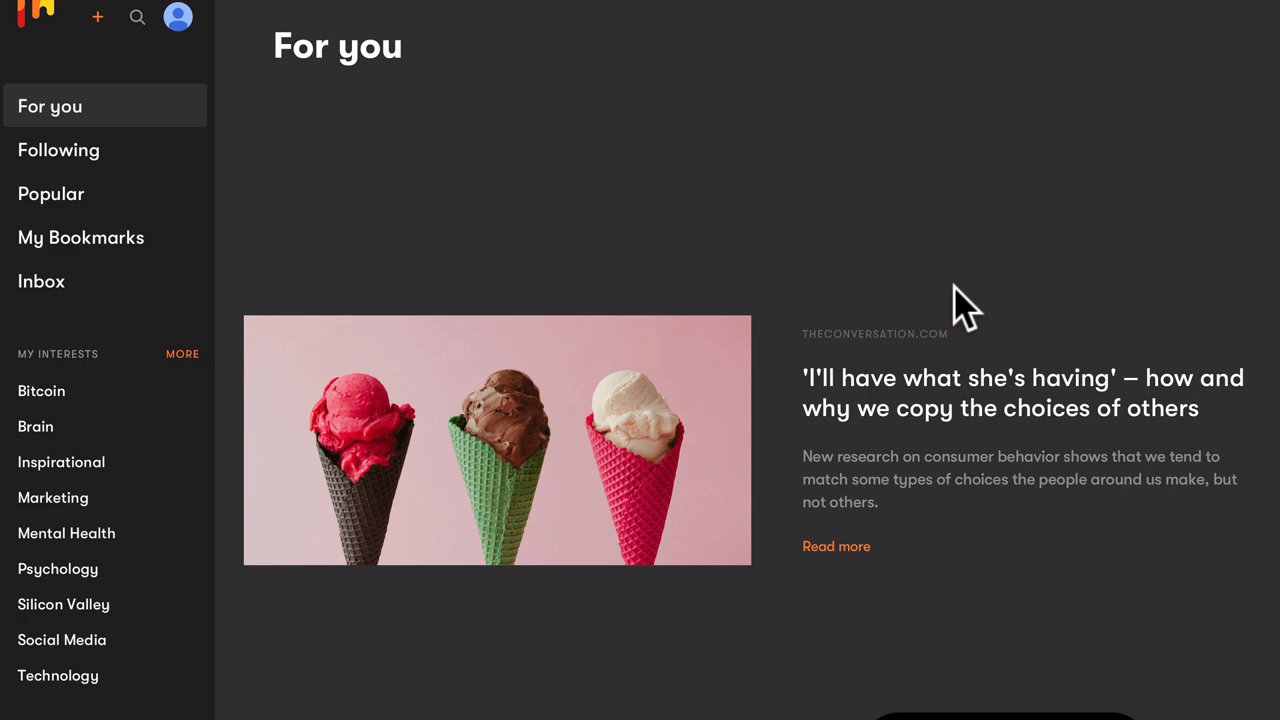 For you
For you
Following
Popular
My Bookmarks
Inbox
MY INTERESTS MORE
Bitcoin
Brain
Inspirational
Marketing
Mental Health
Psychology
Silicon Valley
Social Media
Technology
THECONVERSATION.COM
'I'll have what she's having' – how and
why we copy the choices of others
New research on consumer behavior shows that we tend to
match some types of choices the people around us make, but
not others.
Read more